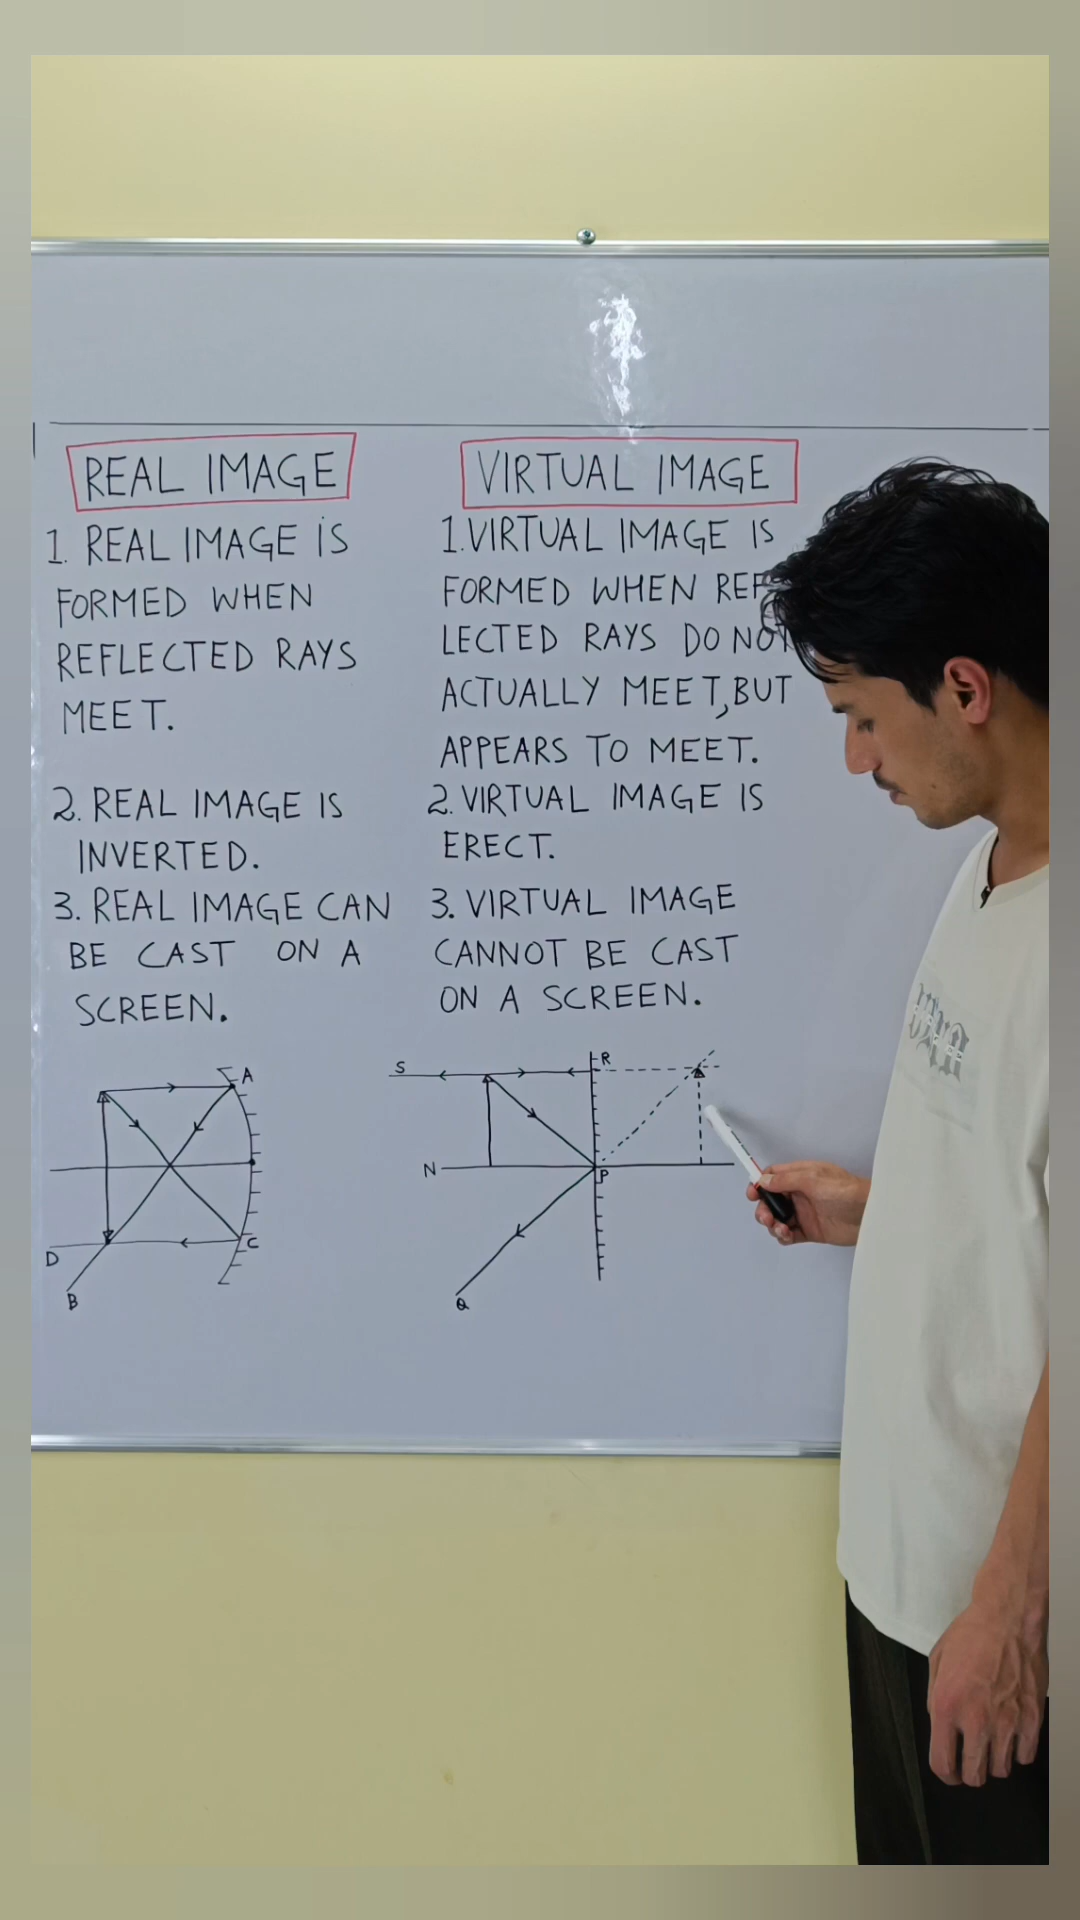 REAL IMAGE
1. REAL IMAGE IS
FORMED WHEN
REFLECTED RAYS
MEET.
2. REAL IMAGE IS
INVERTED.
3. REAL IMAGE CAN
BE CAST ON A
SCREEN.
A
C
D
B
VIRTUAL IMAGE
1. VIRTUAL IMAGE IS
FORMED WHEN REF
LECTED RAYS DO NOT
ACTUALLY MEET, BUT
APPEARS TO MEET.
2. VIRTUAL IMAGE IS
ERECT.
3. VIRTUAL IMAGE
CANNOT BE CAST
ON A SCREEN.
S
R
N
P
Q